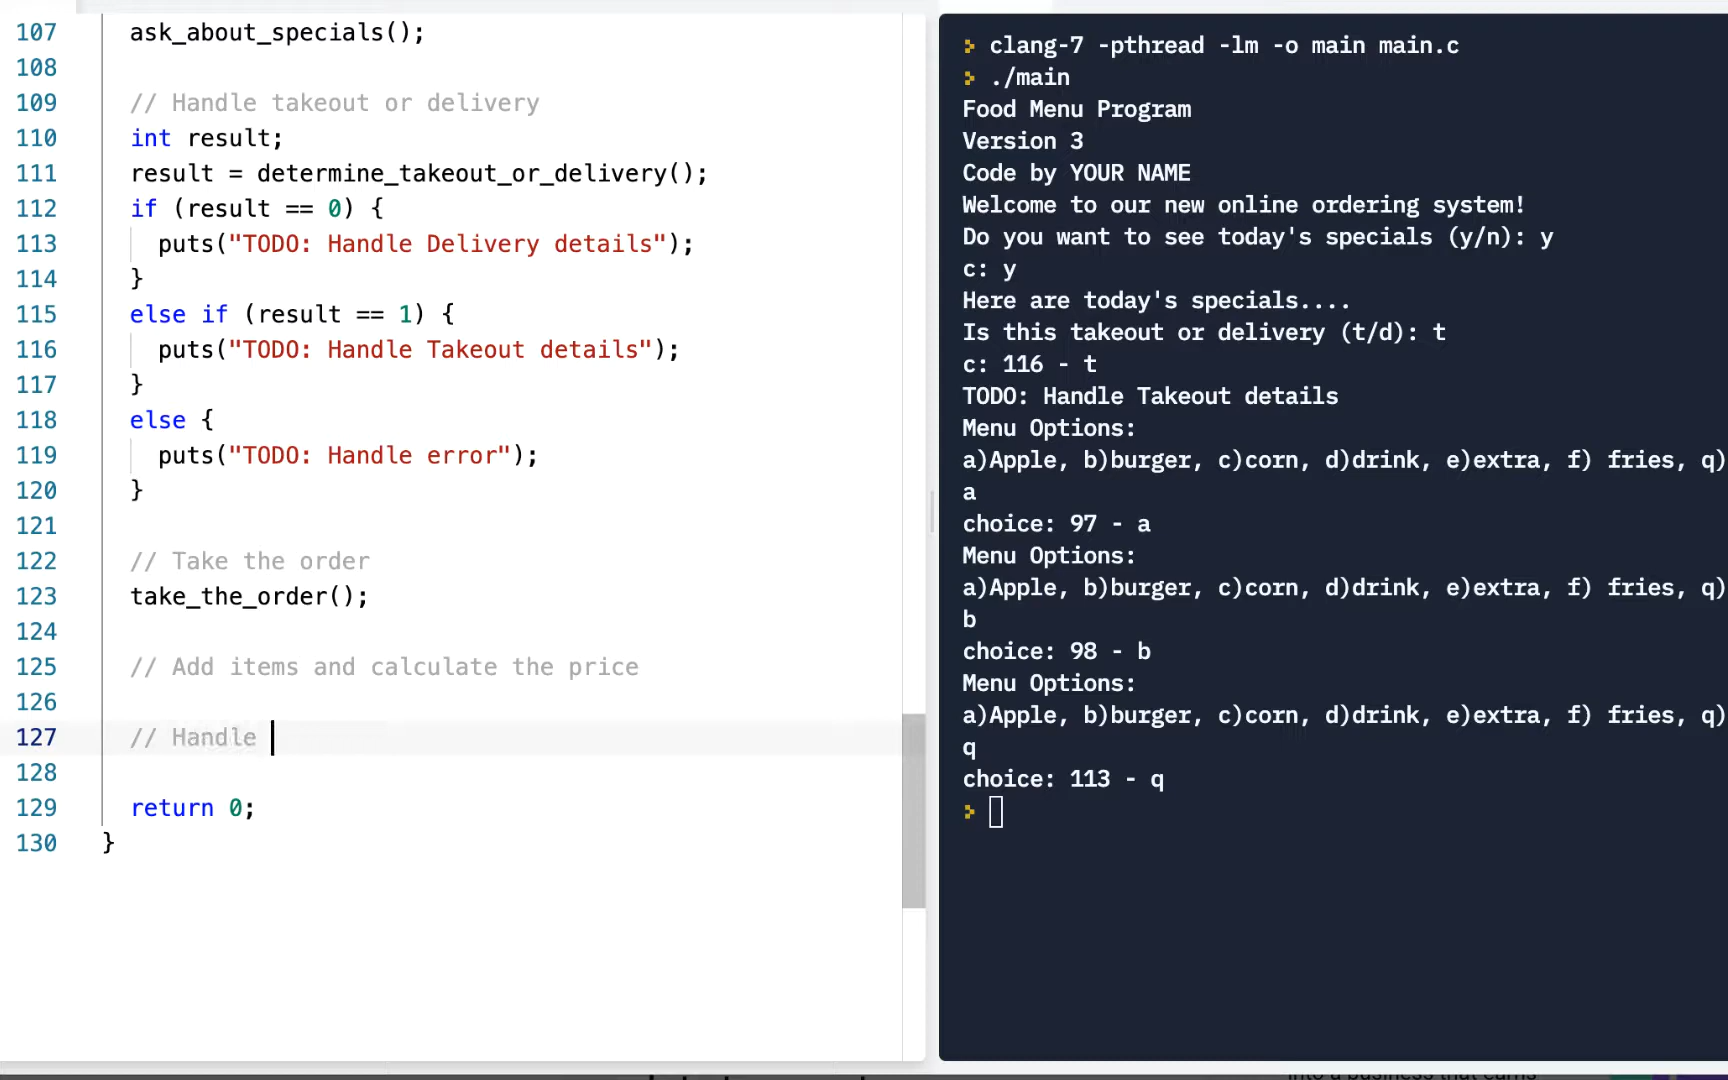 107 ask_about_specials();
108
109 // Handle takeout or delivery
110 int result;
111 result = determine_takeout_or_delivery();
112 if (result == 0) {
113 puts("TODO: Handle Delivery details");
114 }
115 else if (result == 1) {
116 puts("TODO: Handle Takeout details");
117 }
118 else {
119 puts("TODO: Handle error");
120 }
121
122 // Take the order
123 take_the_order();
124
125 // Add items and calculate the price
126
127 // Handle
128
129 return 0;
130 }
> clang-7 -pthread -lm -o main main.c
> ./main
Food Menu Program
Version 3
Code by YOUR NAME
Welcome to our new online ordering system!
Do you want to see today's specials (y/n): y
c: y
Here are today's specials....
Is this takeout or delivery (t/d): t
c: 116 - t
TODO: Handle Takeout details
Menu Options:
a)Apple, b)burger, c)corn, d)drink, e)extra, f) fries, q)
a
choice: 97 - a
Menu Options:
a)Apple, b)burger, c)corn, d)drink, e)extra, f) fries, q)
b
choice: 98 - b
Menu Options:
a)Apple, b)burger, c)corn, d)drink, e)extra, f) fries, q)
q
choice: 113 - q
>